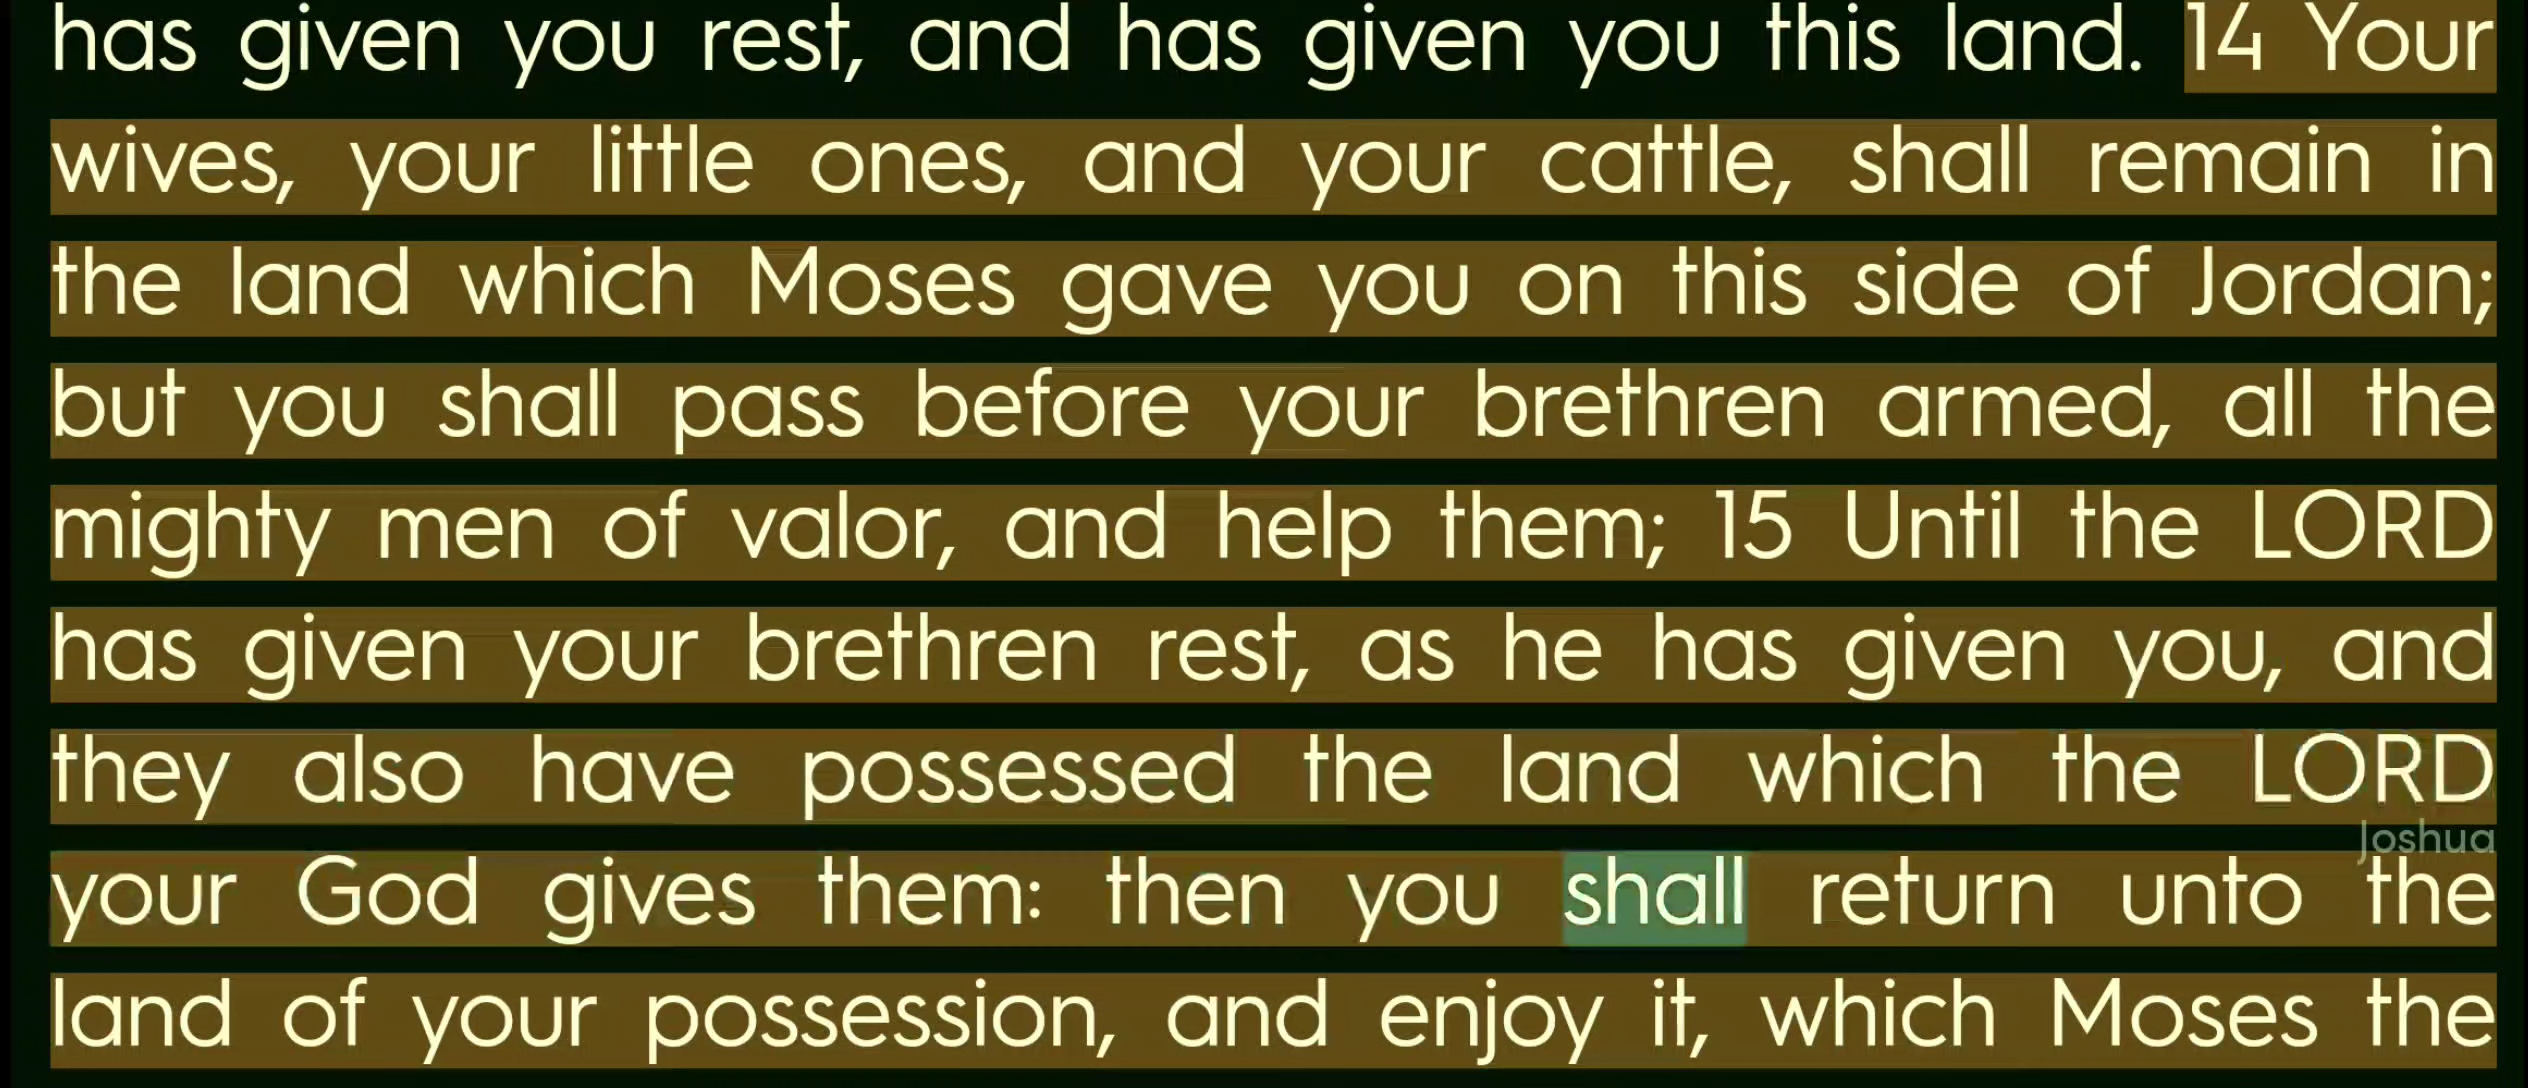 has given you rest, and has given you this land. 14 Your
wives, your little ones, and your cattle, shall remain in
the land which Moses gave you on this side of Jordan;
but you shall pass before your brethren armed, all the
mighty men of valor, and help them; 15 Until the LORD
has given your brethren rest, as he has given you, and
they also have possessed the land which the LORD
Joshua
your God gives them: then you shall return unto the
land of your possession, and enjoy it, which Moses the